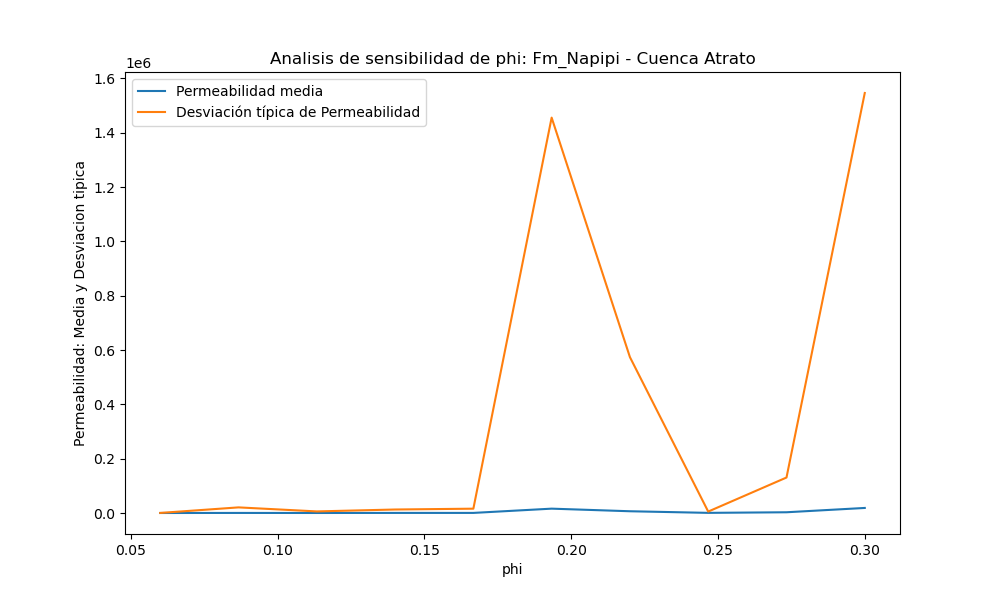 Analisis de sensibilidad de phi: Fm_Napipi - Cuenca Atrato
1e6
Permeabilidad media
Desviación típica de Permeabilidad
Permeabilidad: Media y Desviacion tipica
1.6
1.4
1.2
1.0
0.8
0.6
0.4
0.2
0.0
0.05
0.10
0.15
0.20
0.25
0.30
phi